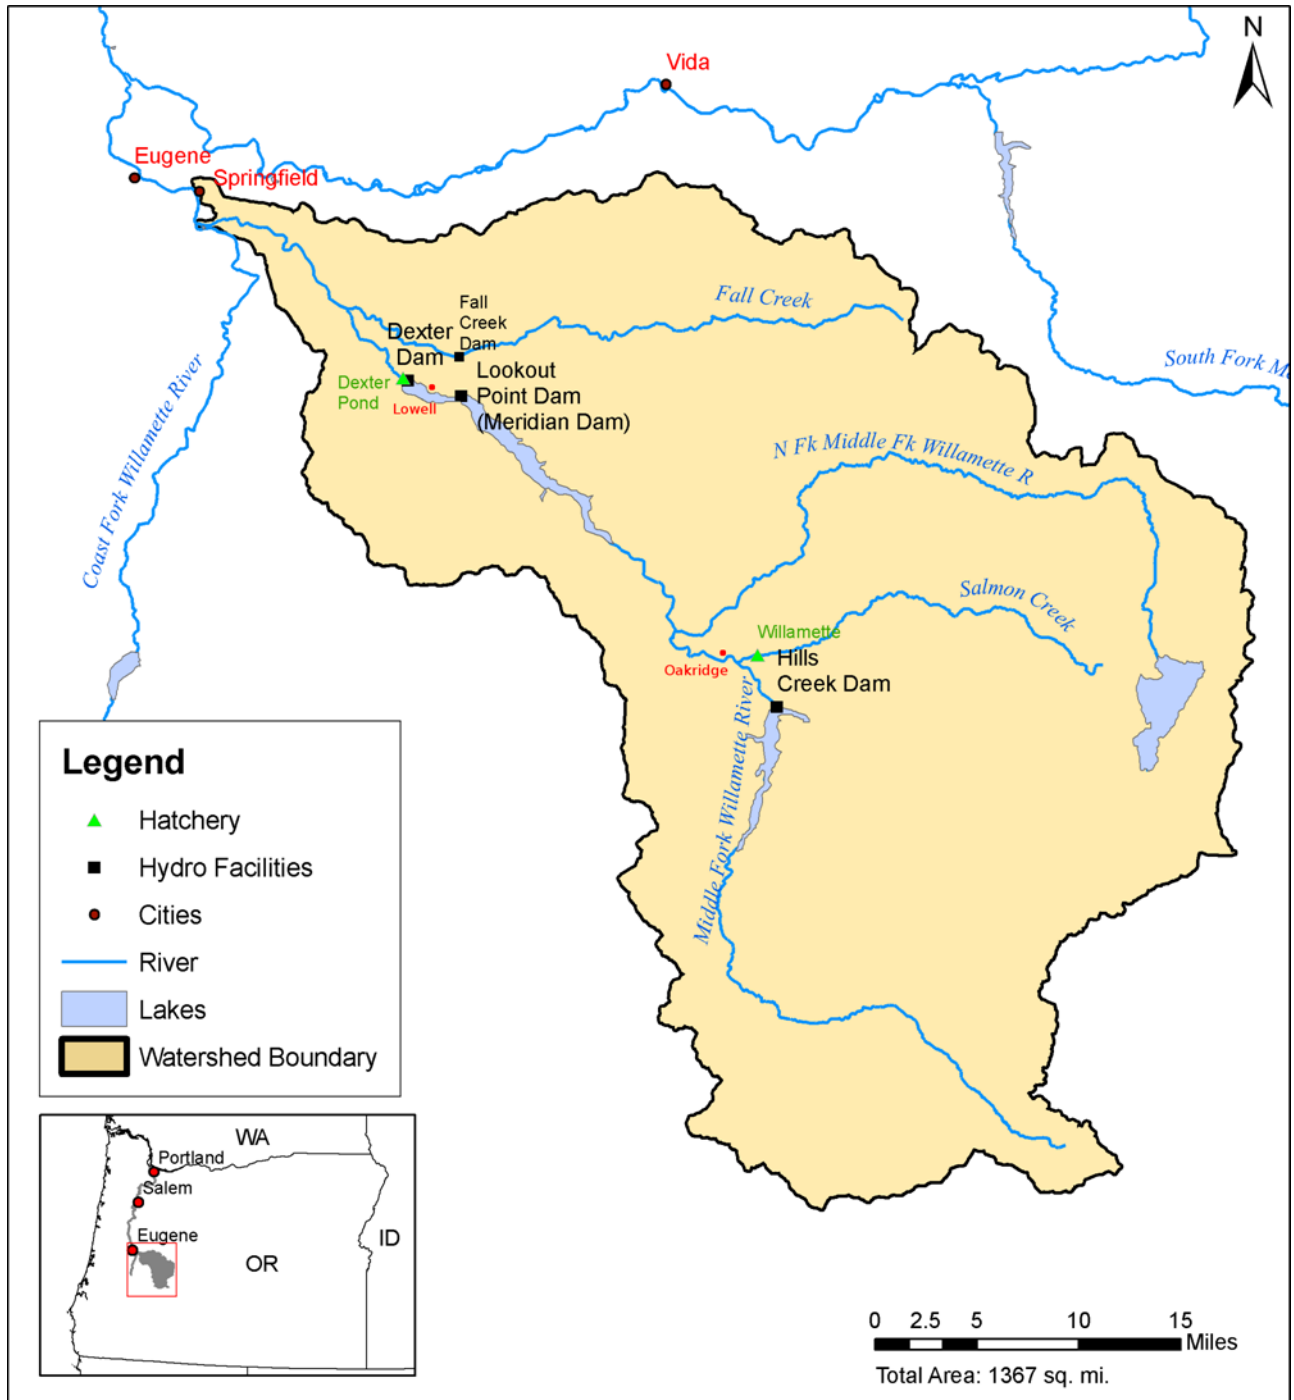 N
Vida
Eugene
Springfield
Fall Creek
Fall
Creek
Dam
Dexter
Dam
South Fork M
Lookout
Point Dam
(Meridian Dam)
Dexter
Pond
Lowell
Coast Fork Willamette River
N Fk Middle Fk Willamette R
Salmon Creek
Willamette
Oakridge
Hills
Creek Dam
Middle Fork Willamette River
Legend
Hatchery
Hydro Facilities
Cities
River
Lakes
Watershed Boundary
WA
Portland
Salem
Eugene
OR
ID
0 2.5 5 10 15
Miles
Total Area: 1367 sq. mi.